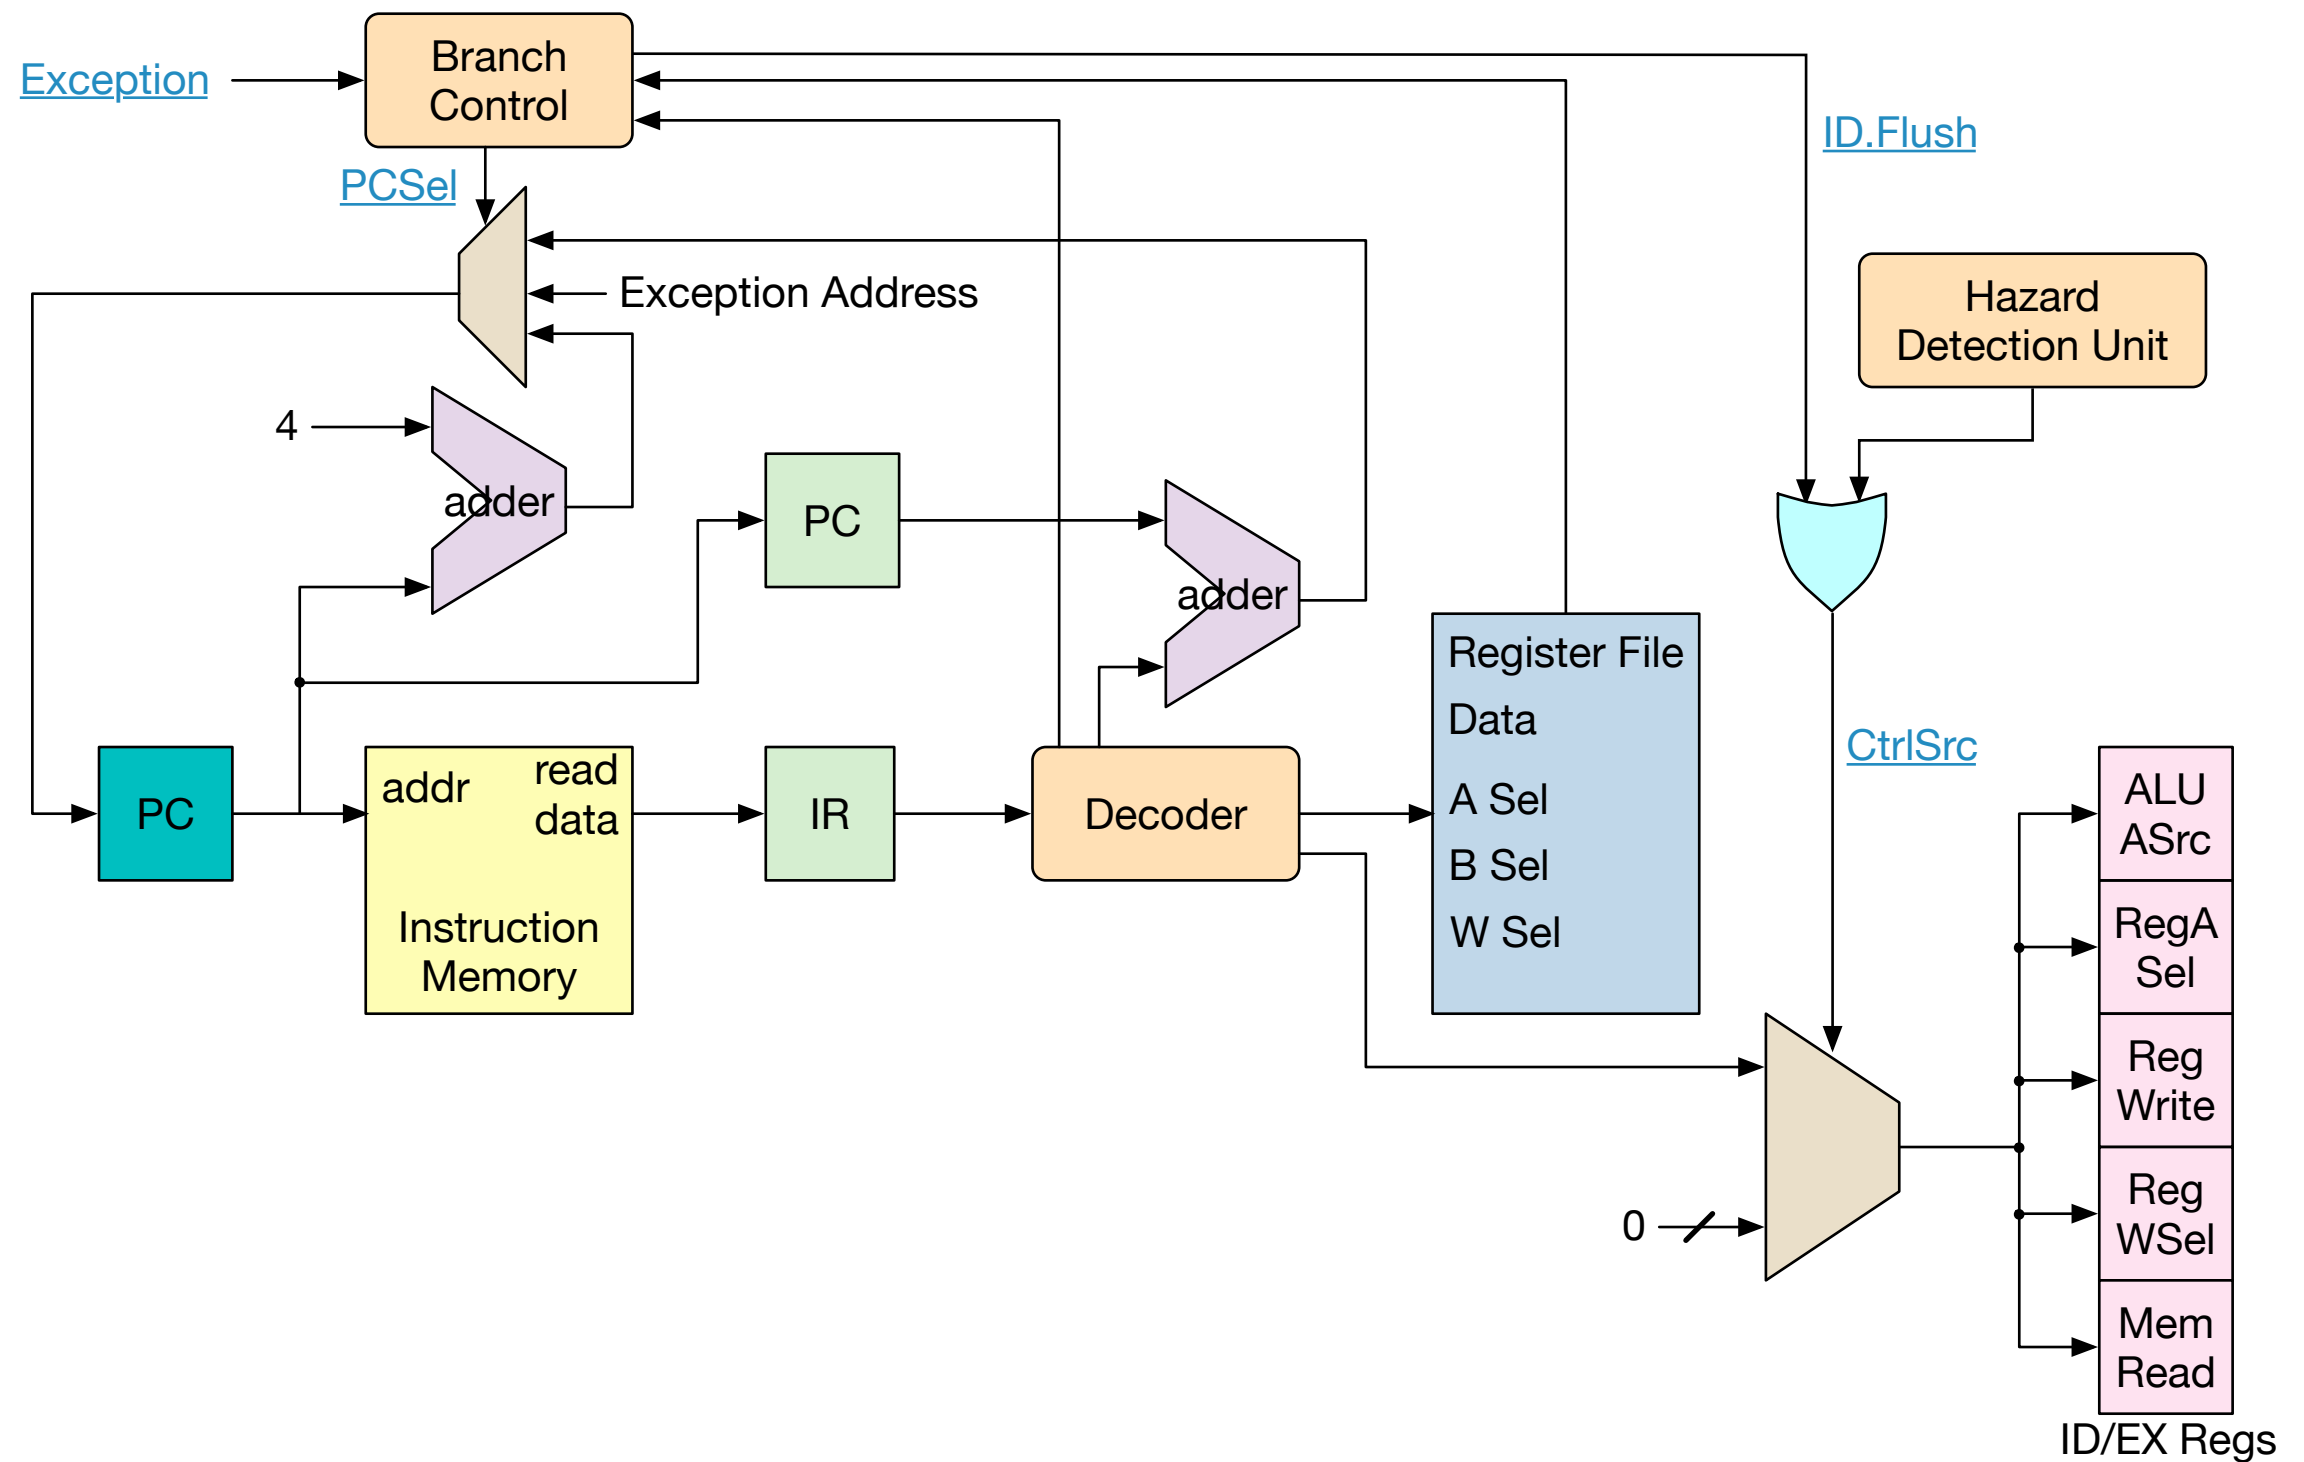 Branch
Control
Exception
ID.Flush
PCSel
Exception Address
Hazard
Detection Unit
4
adder
PC
adder
Register File
Data
A Sel
B Sel
W Sel
CtrlSrc
PC
addr
read
data
Instruction
Memory
IR
Decoder
ALU
ASrc
RegA
Sel
Reg
Write
Reg
WSel
Mem
Read
0
ID/EX Regs